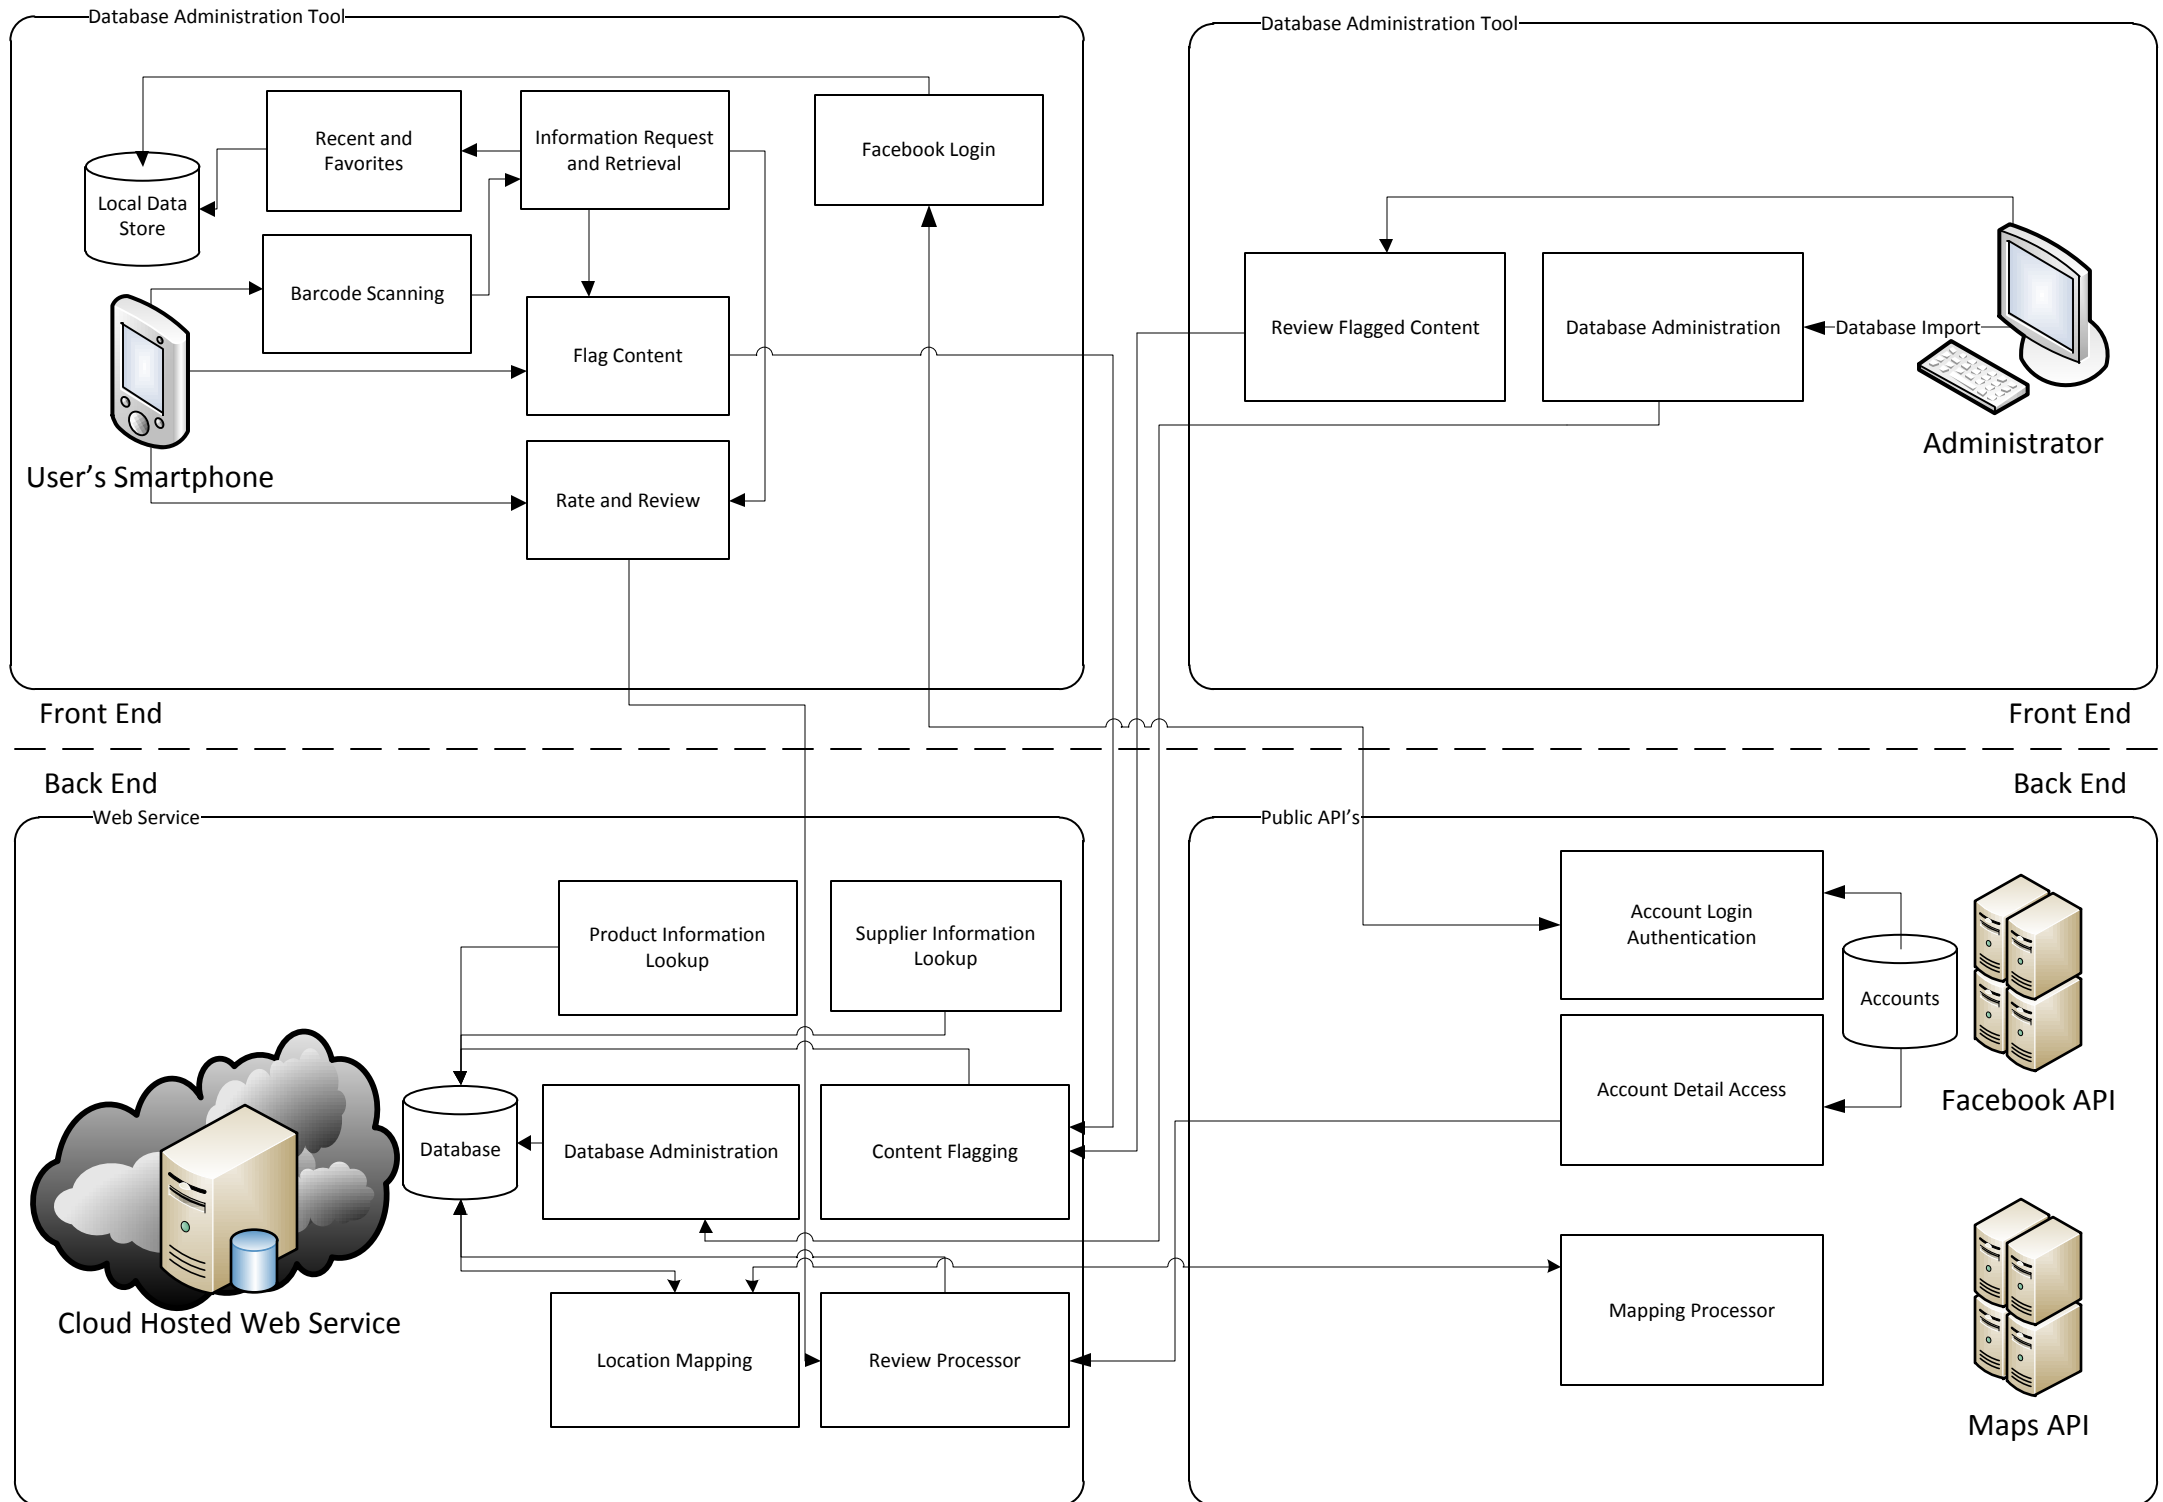 Database Administration Tool
Recent and
Favorites
Information Request
and Retrieval
Facebook Login
Local Data
Store
Barcode Scanning
Flag Content
User's Smartphone
Rate and Review
Front End
Database Administration Tool
Review Flagged Content
Database Administration
Database Import
Administrator
Front End
Back End
Web Service
Product Information
Lookup
Supplier Information
Lookup
Database
Database Administration
Content Flagging
Cloud Hosted Web Service
Location Mapping
Review Processor
Back End
Public API's
Account Login
Authentication
Accounts
Account Detail Access
Facebook API
Mapping Processor
Maps API